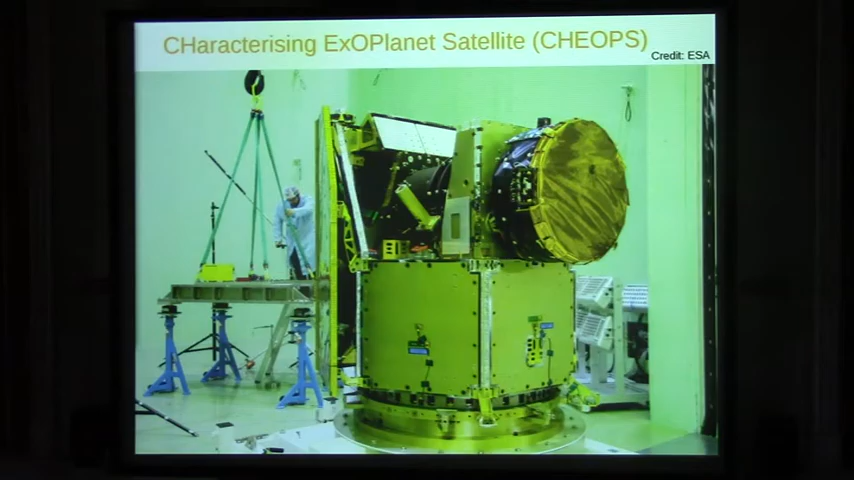 CHaracterising ExOPlanet Satellite (CHEOPS)
Credit: ESA